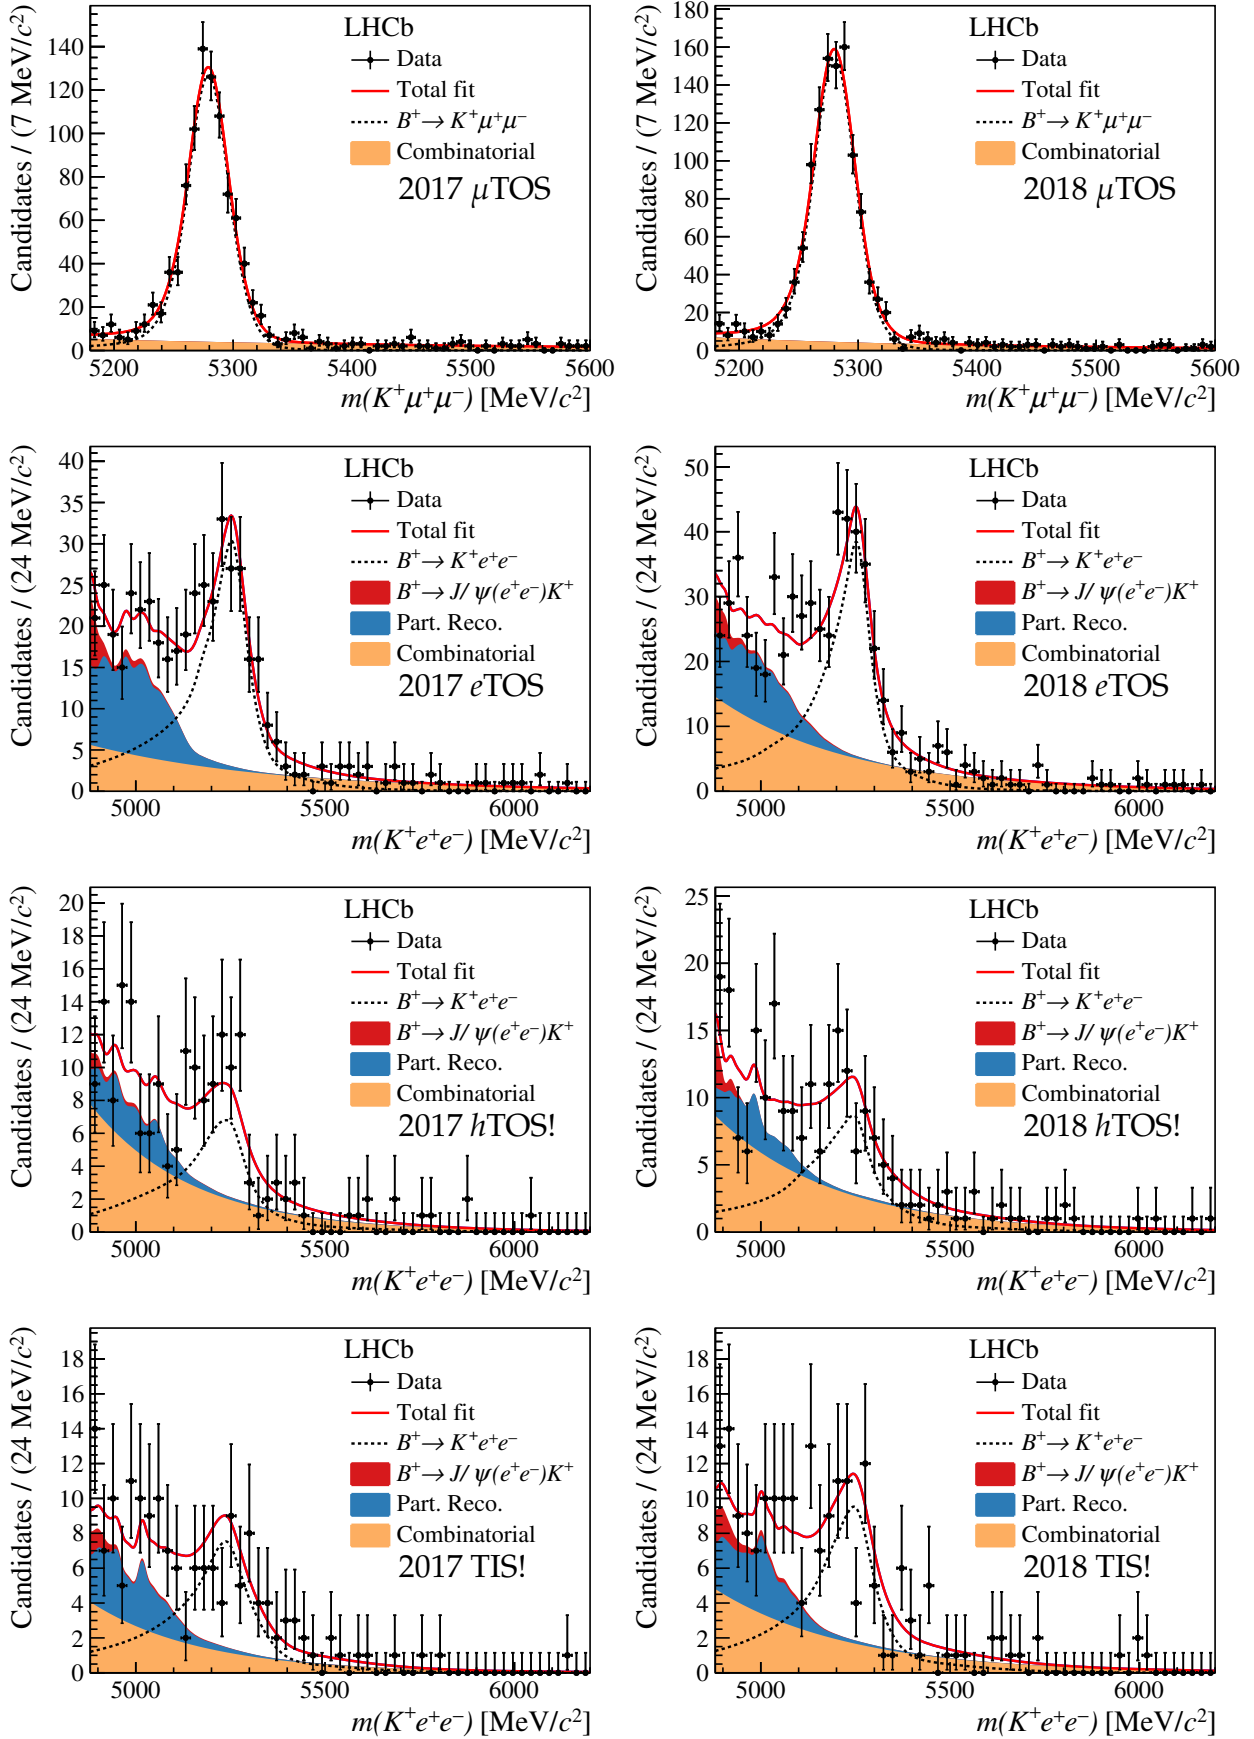 Candidates / (7 MeV/c²)
140
120
100
80
60
40
20
0
LHCb
Data
Total fit
B⁺→ K⁺μ⁺μ⁻
Combinatorial
2017 μTOS
5200 5300 5400 5500 5600
m(K⁺μ⁺μ⁻) [MeV/c²]
Candidates / (7 MeV/c²)
180
160
140
120
100
80
60
40
20
0
LHCb
Data
Total fit
B⁺→ K⁺μ⁺μ⁻
Combinatorial
2018 μTOS
5200 5300 5400 5500 5600
m(K⁺μ⁺μ⁻) [MeV/c²]
Candidates / (24 MeV/c²)
40
35
30
25
20
15
10
5
0
LHCb
Data
Total fit
B⁺→ K⁺e⁺e⁻
B⁺→ J/ψ(e⁺e⁻)K⁺
Part. Reco.
Combinatorial
2017 eTOS
5000 5500 6000
m(K⁺e⁺e⁻) [MeV/c²]
Candidates / (24 MeV/c²)
50
40
30
20
10
0
LHCb
Data
Total fit
B⁺→ K⁺e⁺e⁻
B⁺→ J/ψ(e⁺e⁻)K⁺
Part. Reco.
Combinatorial
2018 eTOS
5000 5500 6000
m(K⁺e⁺e⁻) [MeV/c²]
Candidates / (24 MeV/c²)
20
18
16
14
12
10
8
6
4
2
0
LHCb
Data
Total fit
B⁺→ K⁺e⁺e⁻
B⁺→ J/ψ(e⁺e⁻)K⁺
Part. Reco.
Combinatorial
2017 hTOS!
5000 5500 6000
m(K⁺e⁺e⁻) [MeV/c²]
Candidates / (24 MeV/c²)
25
20
15
10
5
0
LHCb
Data
Total fit
B⁺→ K⁺e⁺e⁻
B⁺→ J/ψ(e⁺e⁻)K⁺
Part. Reco.
Combinatorial
2018 hTOS!
5000 5500 6000
m(K⁺e⁺e⁻) [MeV/c²]
Candidates / (24 MeV/c²)
18
16
14
12
10
8
6
4
2
0
LHCb
Data
Total fit
B⁺→ K⁺e⁺e⁻
B⁺→ J/ψ(e⁺e⁻)K⁺
Part. Reco.
Combinatorial
2017 TIS!
5000 5500 6000
m(K⁺e⁺e⁻) [MeV/c²]
Candidates / (24 MeV/c²)
18
16
14
12
10
8
6
4
2
0
LHCb
Data
Total fit
B⁺→ K⁺e⁺e⁻
B⁺→ J/ψ(e⁺e⁻)K⁺
Part. Reco.
Combinatorial
2018 TIS!
5000 5500 6000
m(K⁺e⁺e⁻) [MeV/c²]